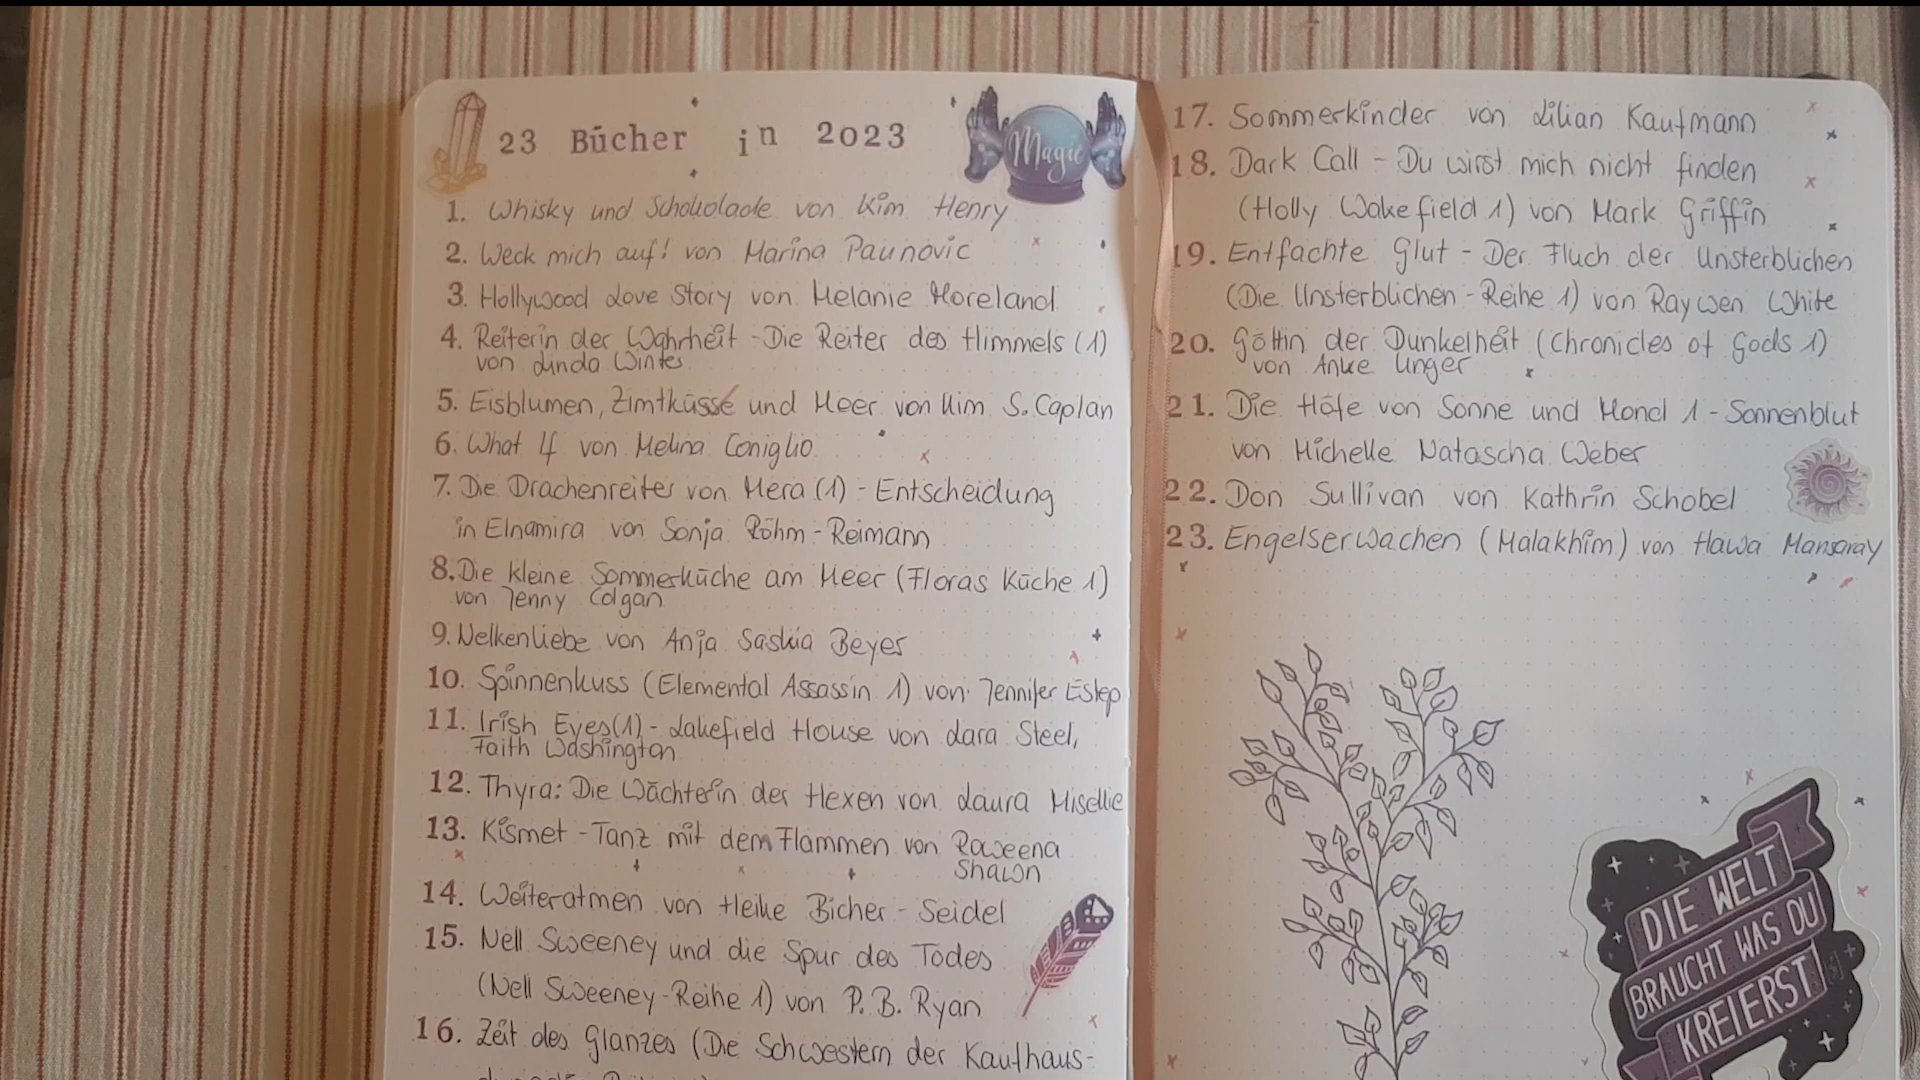 23 Bücher in 2023
Magic
1. Whisky und Schokolade von Kim Henry
2. Weck mich auf! von Marina Paunovic
3. Hollywood Love Story von Melanie Moreland
4. Reiterin der Wahrheit - Die Reiter des Himmels (1)
von Linda Winter
5. Eisblumen, Zimtküsse und Meer von Kim S. Caplan
6. What If von Melina Coniglio
7. Die Drachenreiter von Mera (1) - Entscheidung
in Elnamira von Sonja Röhm-Reimann
8. Die kleine Sommerküche am Meer (Floras Küche 1)
von Jenny Colgan
9. Nelkenliebe von Anja Saskia Beyer
10. Spinnenkuss (Elemental Assassin 1) von Jennifer Estep
11. Irish Eyes (1) - Lakefield House von Lara Steel,
Faith Washington
12. Thyra: Die Wächterin der Hexen von Laura Misellie
13. Kismet - Tanz mit dem Flammen von Raweena
Shawn
14. Weiteratmen von Heike Bicher-Seidel
15. Nell Sweeney und die Spur des Todes
(Nell Sweeney-Reihe 1) von P. B. Ryan
16. Zeit des Glanzes (Die Schwestern der Kaufhaus-
17. Sommerkinder von Lilian Kaufmann
18. Dark Call - Du wirst mich nicht finden
(Holly Wakefield 1) von Mark Griffin
19. Entfachte Glut - Der Fluch der Unsterblichen
(Die Unsterblichen-Reihe 1) von Raywen White
20. Göttin der Dunkelheit (Chronicles of Gods 1)
von Anke Unger
21. Die Höfe von Sonne und Mond 1 - Sonnenblut
von Michelle Natascha Weber
22. Don Sullivan von Kathrin Schobel
23. Engelserwachen (Malakhim) von Hawa Mansaray
DIE WELT
BRAUCHT WAS DU
KREIERST